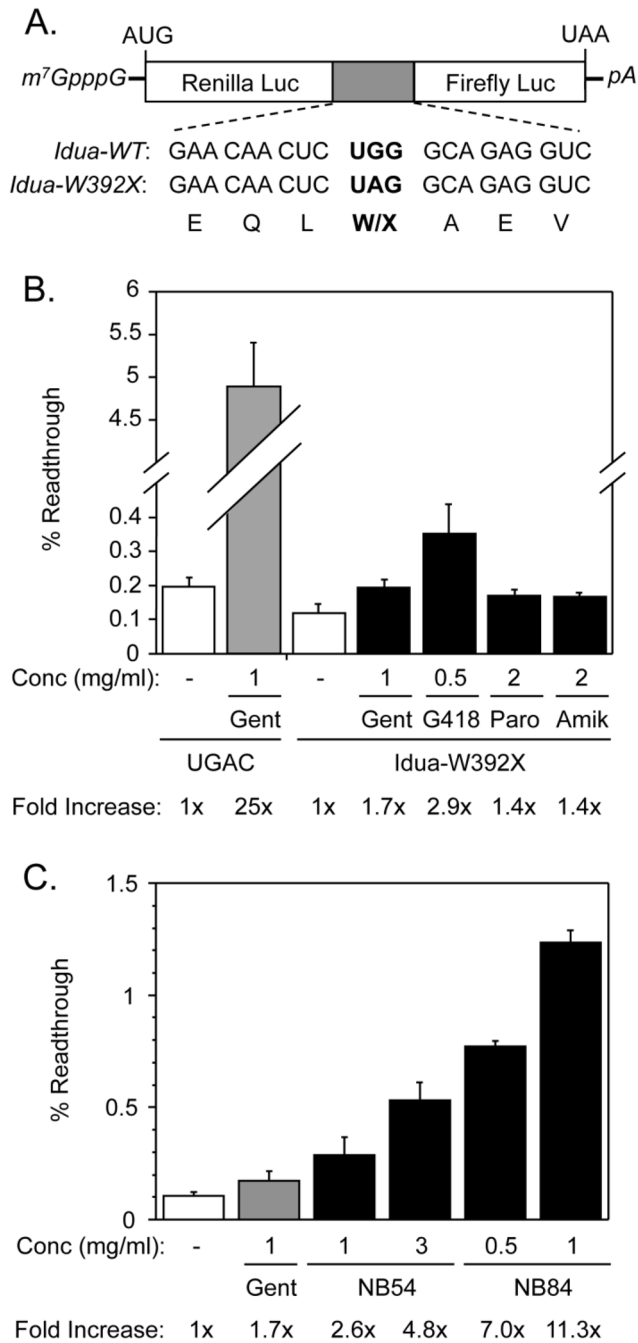 A.
AUG UAA
m⁷GpppG Renilla Luc Firefly Luc pA
Idua-WT: GAA CAA CUC UGG GCA GAG GUC
Idua-W392X: GAA CAA CUC UAG GCA GAG GUC
E Q L W/X A E V
B.
6
5.5
5
4.5
0.4
0.3
0.2
0.1
0
% Readthrough
Conc (mg/ml): - 1 - 1 0.5 2 2
Gent Gent G418 Paro Amik
UGAC Idua-W392X
Fold Increase: 1x 25x 1x 1.7x 2.9x 1.4x 1.4x
C.
1.5
1
0.5
0
% Readthrough
Conc (mg/ml): - 1 1 3 0.5 1
Gent NB54 NB84
Fold Increase: 1x 1.7x 2.6x 4.8x 7.0x 11.3x